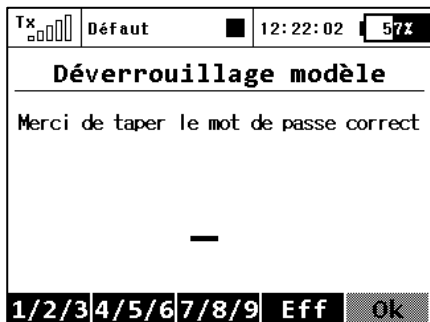 Tx Défaut 12:22:02 57%
Déverrouillage modèle
Merci de taper le mot de passe correct
1/2/3 4/5/6 7/8/9 Eff Ok